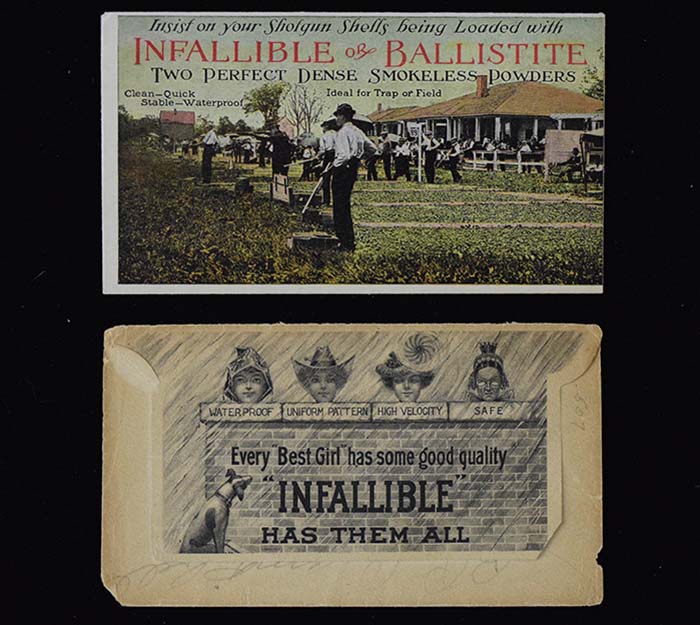 Insist on your Shotgun Shells being Loaded with
INFALLIBLE OR BALLISTITE
TWO PERFECT DENSE SMOKELESS POWDERS
Clean–Quick
Stable–Waterproof
Ideal for Trap or Field
WATERPROOF UNIFORM PATTERN HIGH VELOCITY SAFE
Every "Best Girl" has some good quality
"INFALLIBLE"
HAS THEM ALL